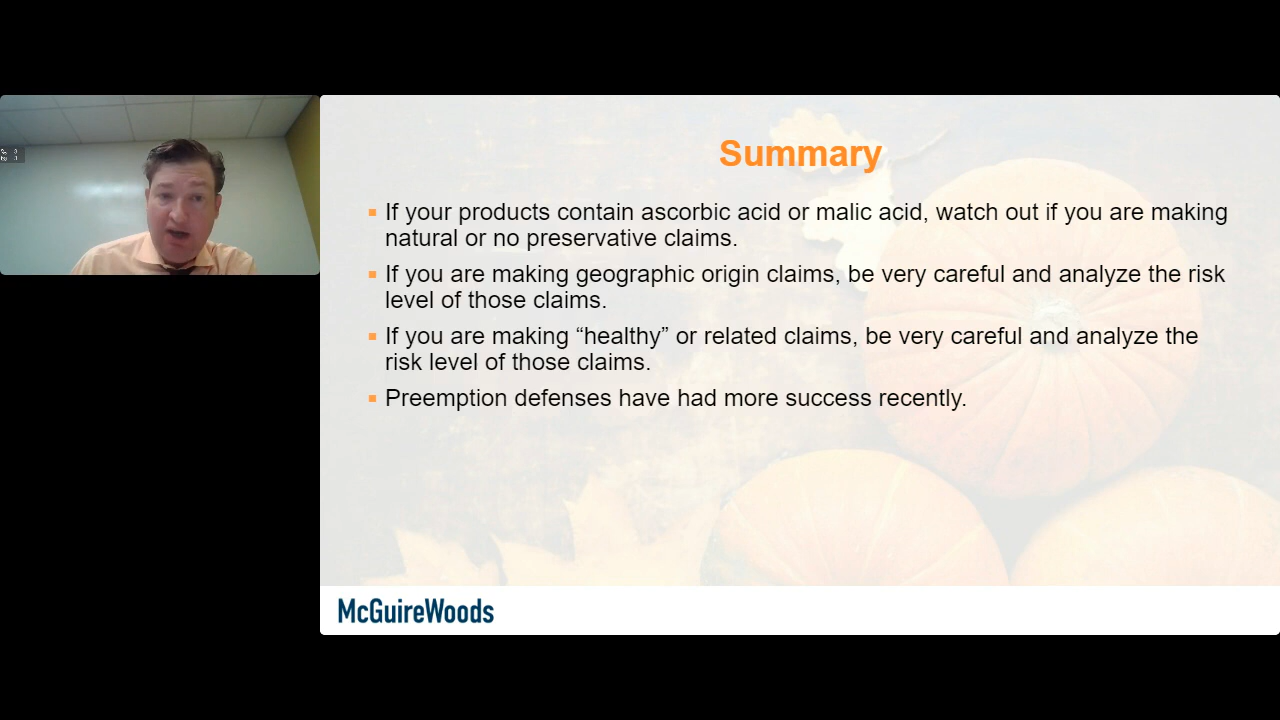 Summary
If your products contain ascorbic acid or malic acid, watch out if you are making
natural or no preservative claims.
If you are making geographic origin claims, be very careful and analyze the risk
level of those claims.
If you are making “healthy” or related claims, be very careful and analyze the
risk level of those claims.
Preemption defenses have had more success recently.
McGuireWoods